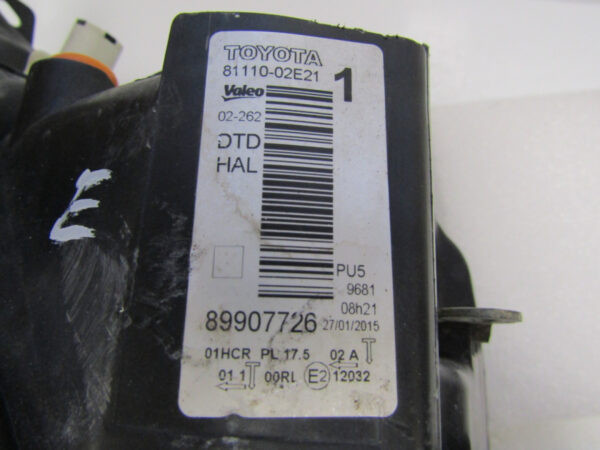 TOYOTA
81110-02E21 1
Valeo
02-262
DTD
HAL
PU5
9681
08h21
89907726 27/01/2015
01HCR PL 17.5 02 A
01 1 00RL E2 12032
E